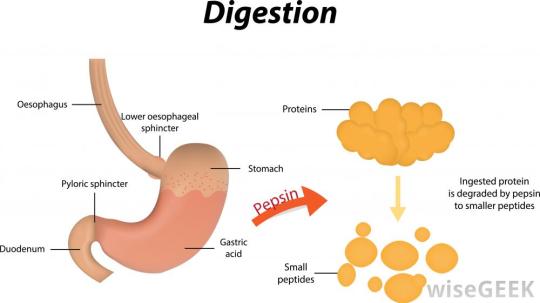 Digestion
Oesophagus
Lower oesophageal
sphincter
Pyloric sphincter
Stomach
Duodenum
Gastric
acid
Pepsin
Proteins
Ingested protein
is degraded by pepsin
to smaller peptides
Small
peptides
wiseGEEK